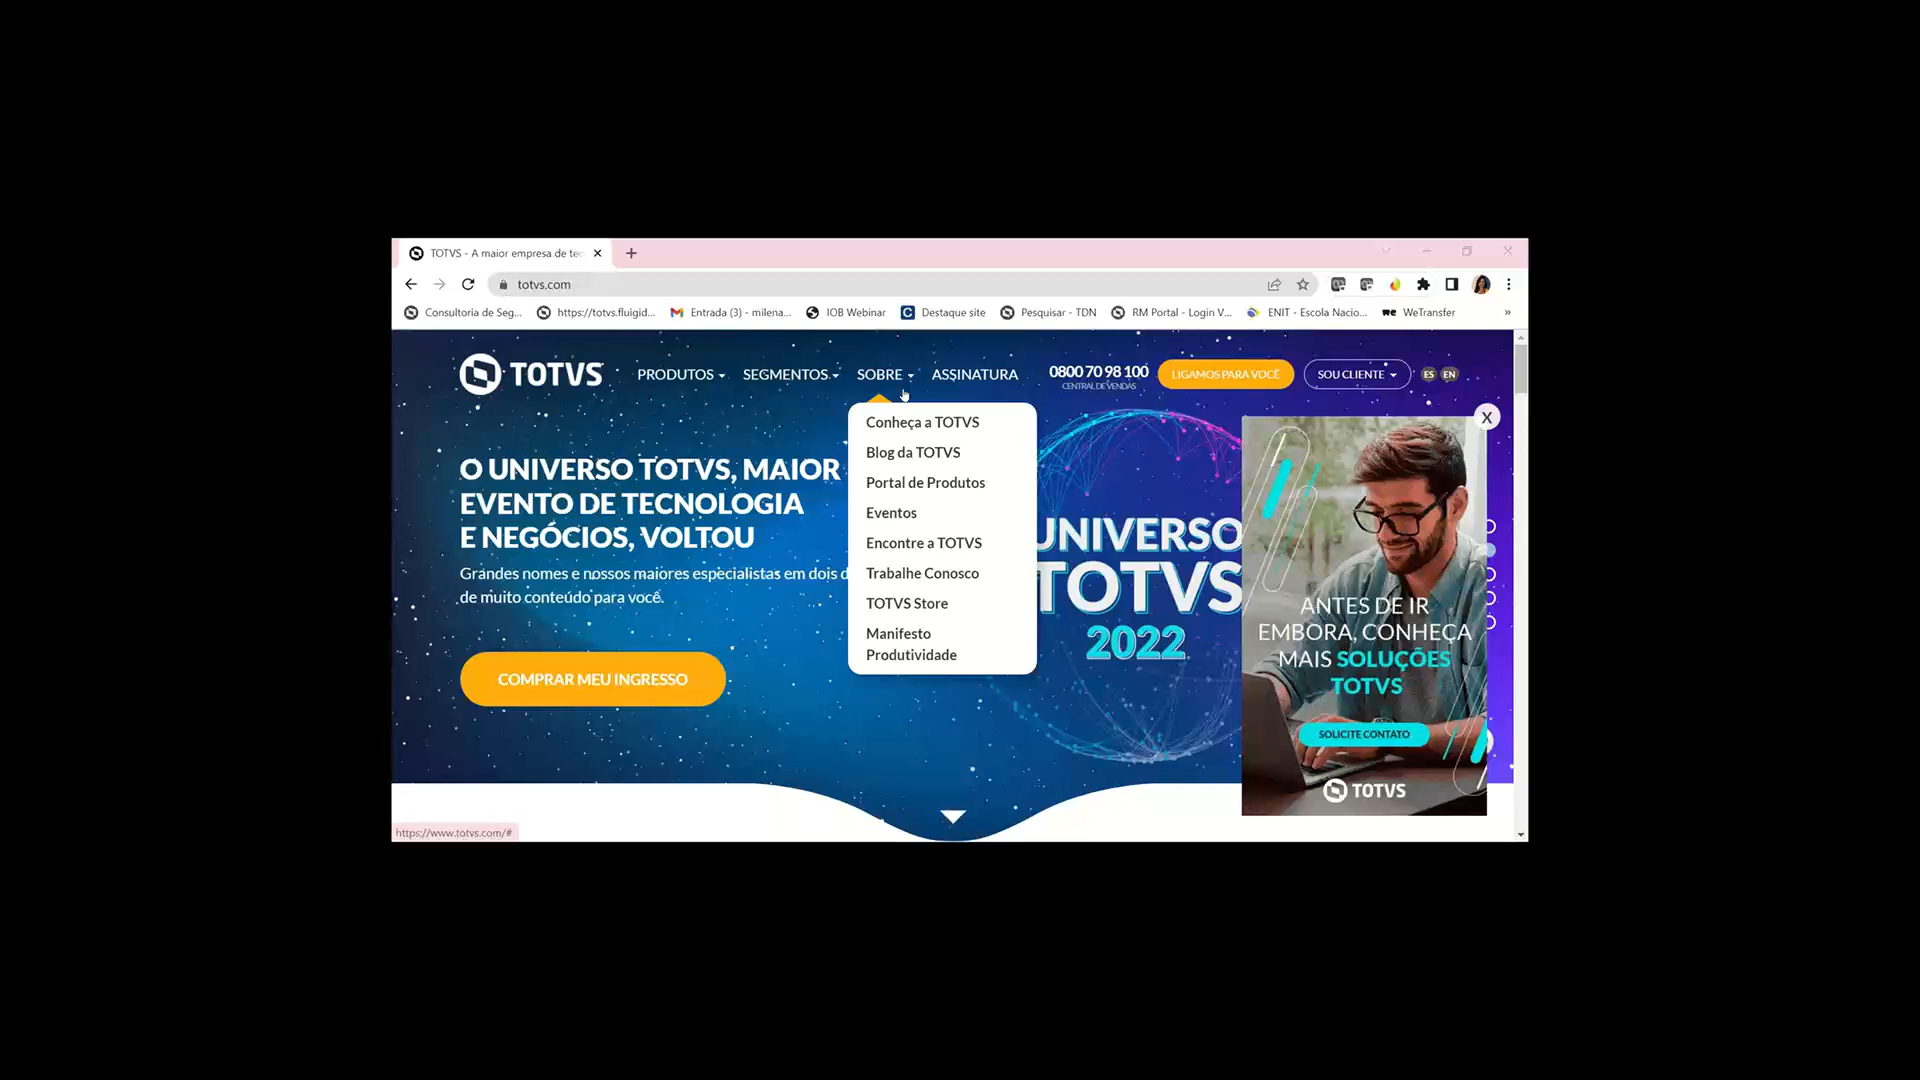 TOTVS - A maior empresa de tec
totvs.com
Consultoria de Seg...
https://totvs.fluigid...
Entrada (3) - milena...
IOB Webinar
Destaque site
Pesquisar - TDN
RM Portal - Login V...
ENIT - Escola Nacio...
WeTransfer
TOTVS
PRODUTOS
SEGMENTOS
SOBRE
ASSINATURA
0800 70 98 100
CENTRAL DE VENDAS
LIGAMOS PARA VOCÊ
SOU CLIENTE
ES
EN
Conheça a TOTVS
Blog da TOTVS
Portal de Produtos
Eventos
Encontre a TOTVS
Trabalhe Conosco
TOTVS Store
Manifesto
Produtividade
O UNIVERSO TOTVS, MAIOR
EVENTO DE TECNOLOGIA
E NEGÓCIOS, VOLTOU
Grandes nomes e nossos maiores especialistas em dois d
de muito conteúdo para você.
COMPRAR MEU INGRESSO
UNIVERSO
TOTVS
2022
X
ANTES DE IR
EMBORA, CONHEÇA
MAIS SOLUÇÕES
TOTVS
SOLICITE CONTATO
TOTVS
https://www.totvs.com/#